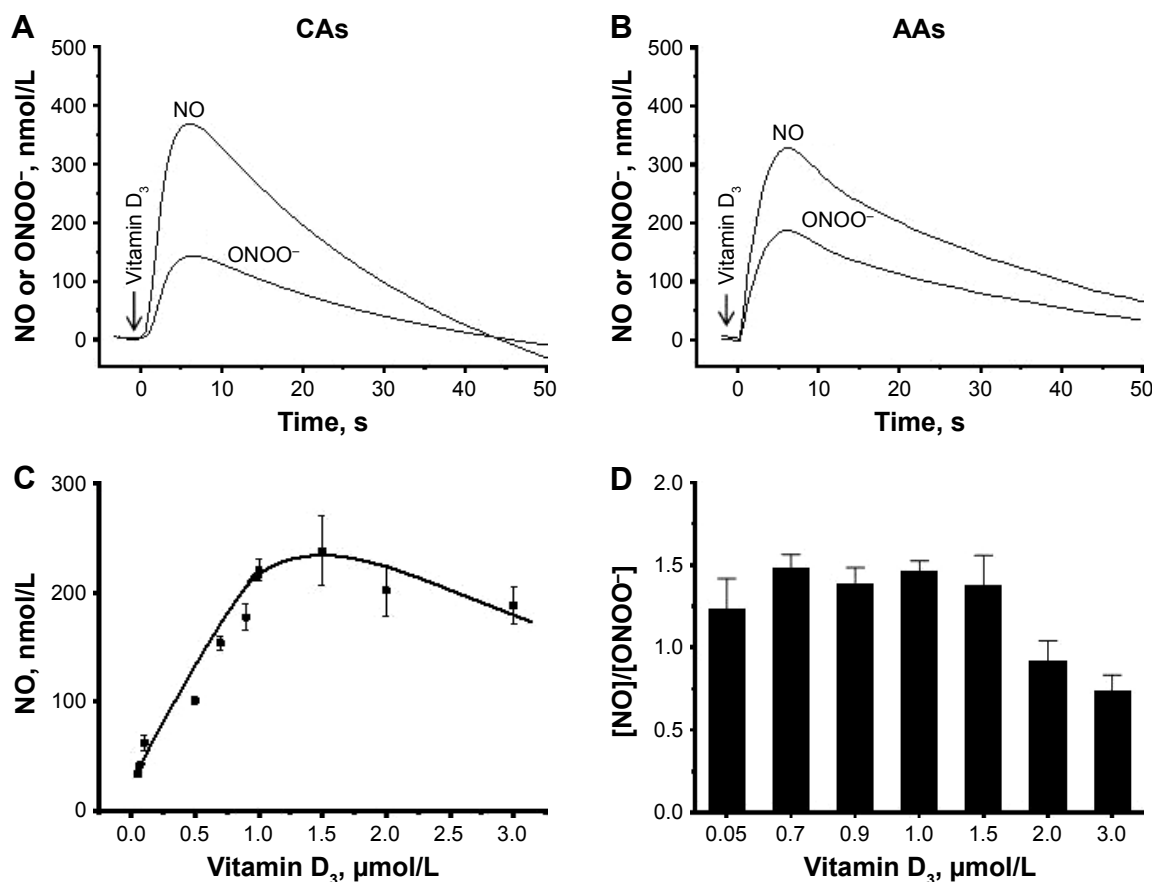 A
CAs
NO or ONOO⁻, nmol/L
500
400
300
200
100
0
Vitamin D₃
NO
ONOO⁻
0 10 20 30 40 50
Time, s
B
AAs
NO or ONOO⁻, nmol/L
500
400
300
200
100
0
Vitamin D₃
NO
ONOO⁻
0 10 20 30 40 50
Time, s
C
NO, nmol/L
300
200
100
0
0.0 0.5 1.0 1.5 2.0 2.5 3.0
Vitamin D₃, µmol/L
D
[NO]/[ONOO⁻]
2.0
1.5
1.0
0.5
0.0
0.05 0.7 0.9 1.0 1.5 2.0 3.0
Vitamin D₃, µmol/L